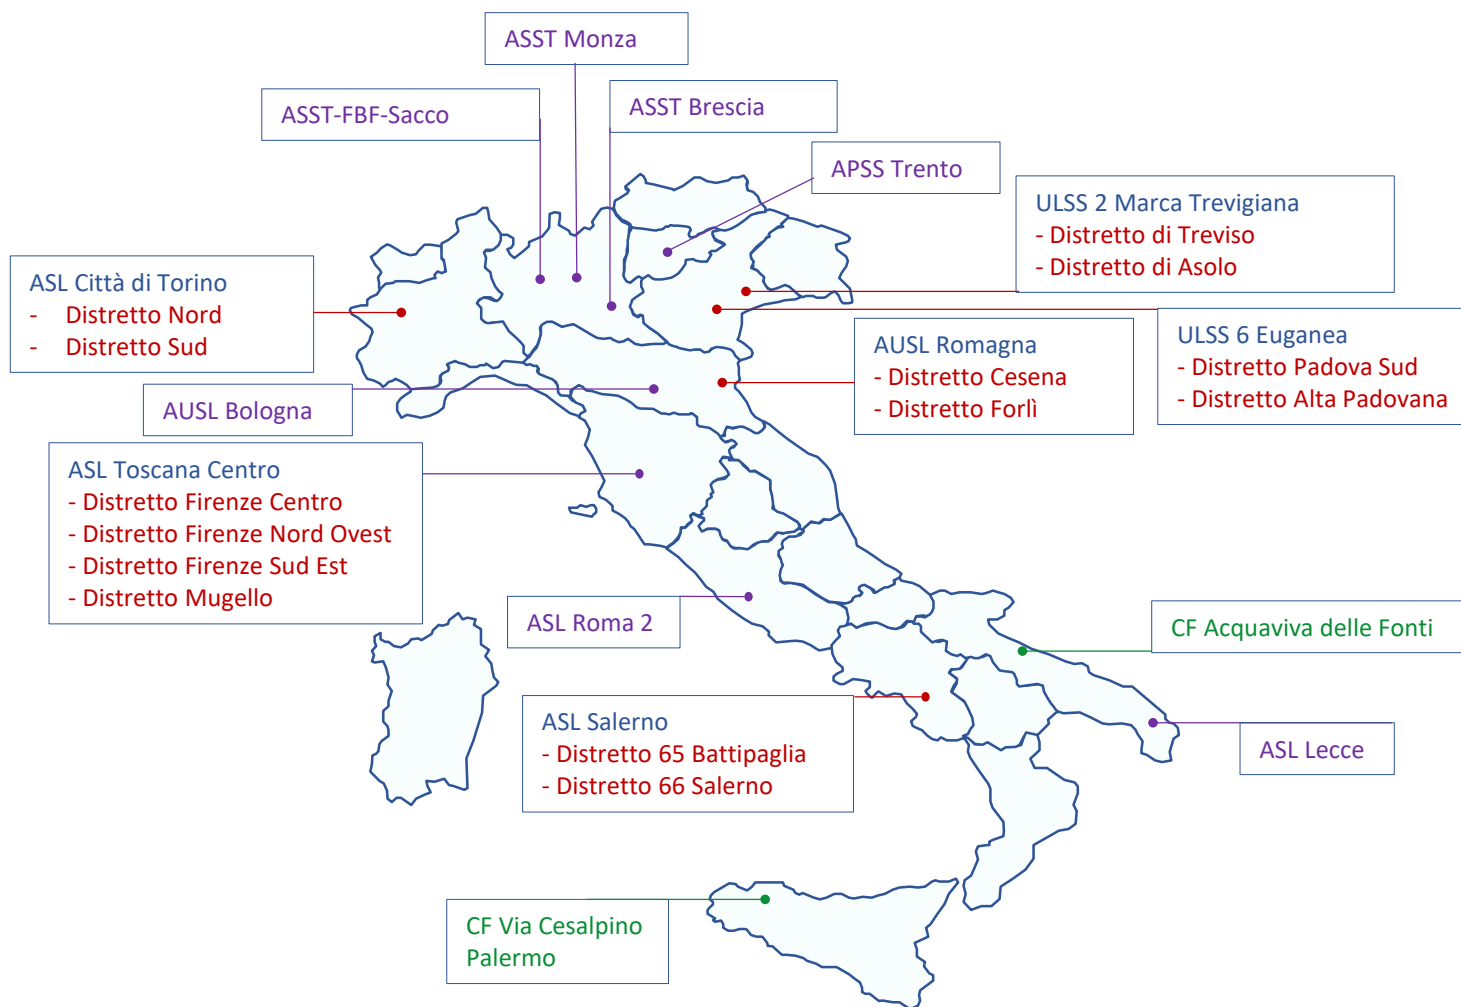 ASST Monza
ASST-FBF-Sacco
ASST Brescia
APSS Trento
ULSS 2 Marca Trevigiana
- Distretto di Treviso
- Distretto di Asolo
ASL Città di Torino
- Distretto Nord
- Distretto Sud
ULSS 6 Euganea
- Distretto Padova Sud
- Distretto Alta Padovana
AUSL Romagna
- Distretto Cesena
- Distretto Forlì
AUSL Bologna
ASL Toscana Centro
- Distretto Firenze Centro
- Distretto Firenze Nord Ovest
- Distretto Firenze Sud Est
- Distretto Mugello
ASL Roma 2
CF Acquaviva delle Fonti
ASL Salerno
- Distretto 65 Battipaglia
- Distretto 66 Salerno
ASL Lecce
CF Via Cesalpino
Palermo